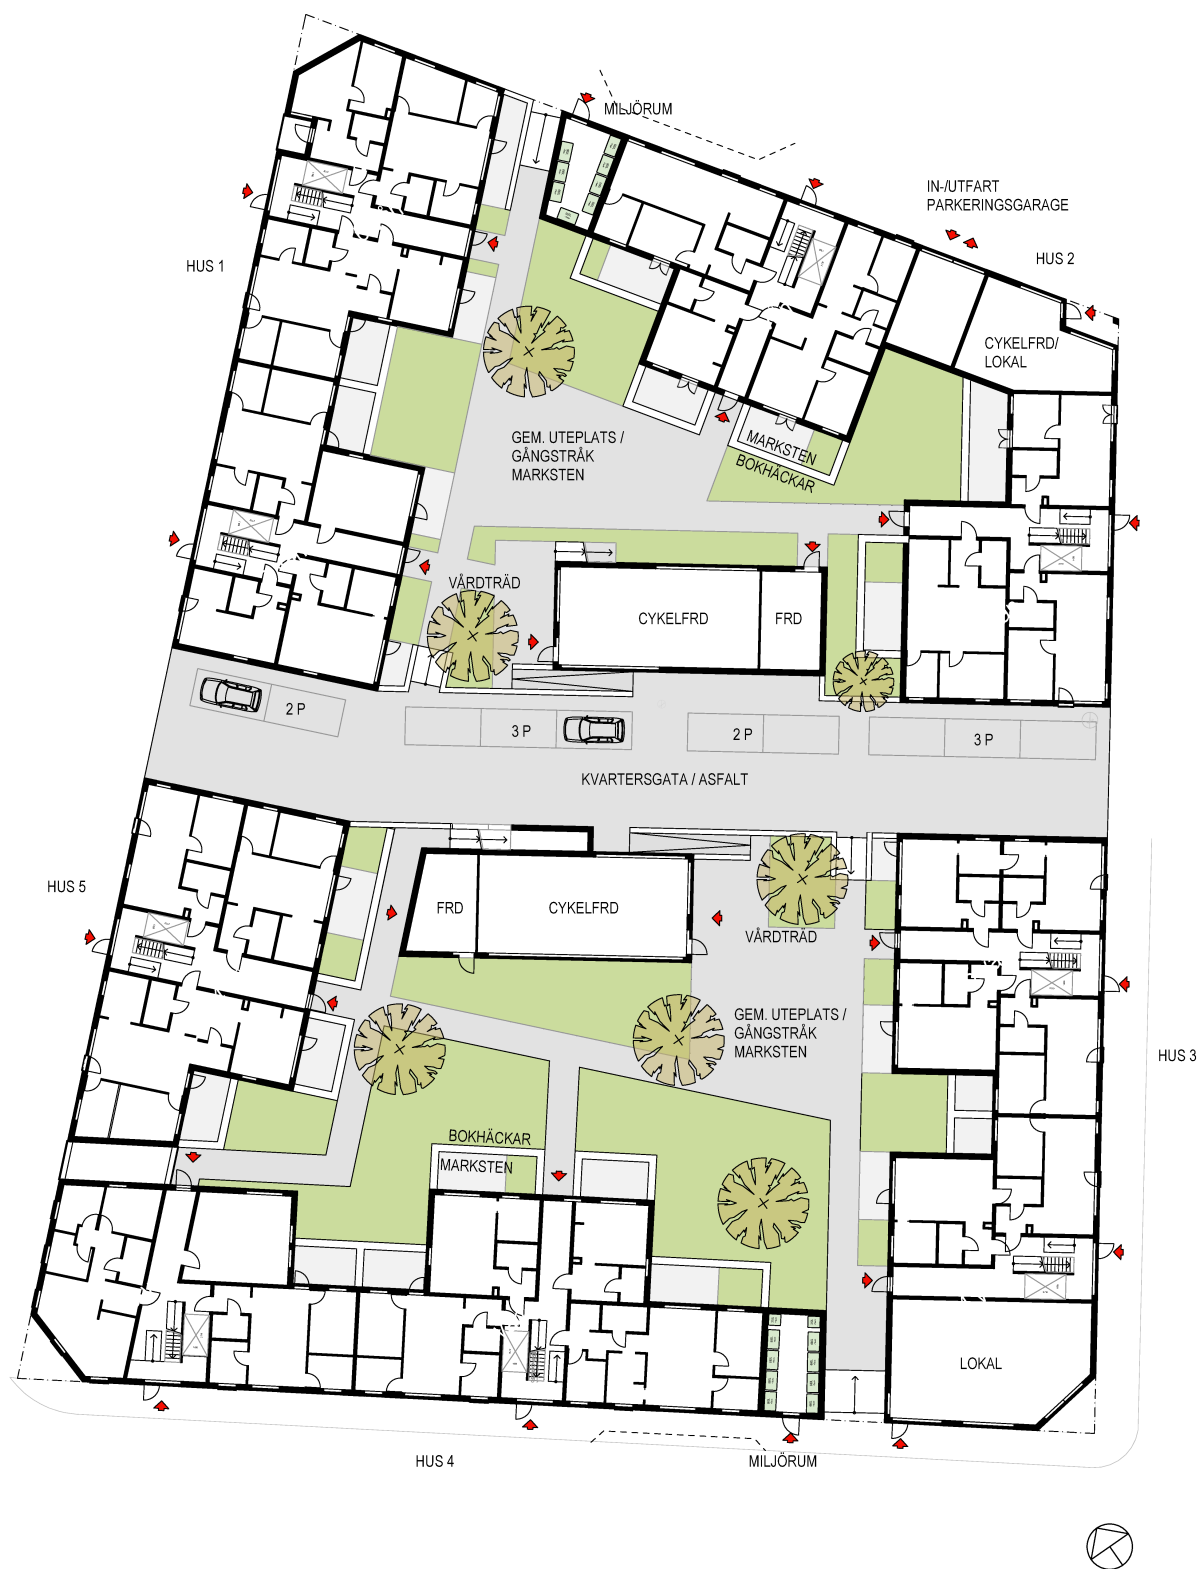 MILJÖRUM
IN-/UTFART
PARKERINGSGARAGE
HUS 2
HUS 1
CYKELFRD/
LOKAL
GEM. UTEPLATS /
GÅNGSTRÅK
MARKSTEN
MARKSTEN
BOKHÄCKAR
VÅRDTRÄD
CYKELFRD
FRD
2 P
3 P
2 P
3 P
KVARTERSGATA / ASFALT
HUS 5
FRD
CYKELFRD
VÅRDTRÄD
GEM. UTEPLATS /
GÅNGSTRÅK
MARKSTEN
HUS 3
BOKHÄCKAR
MARKSTEN
LOKAL
HUS 4
MILJÖRUM